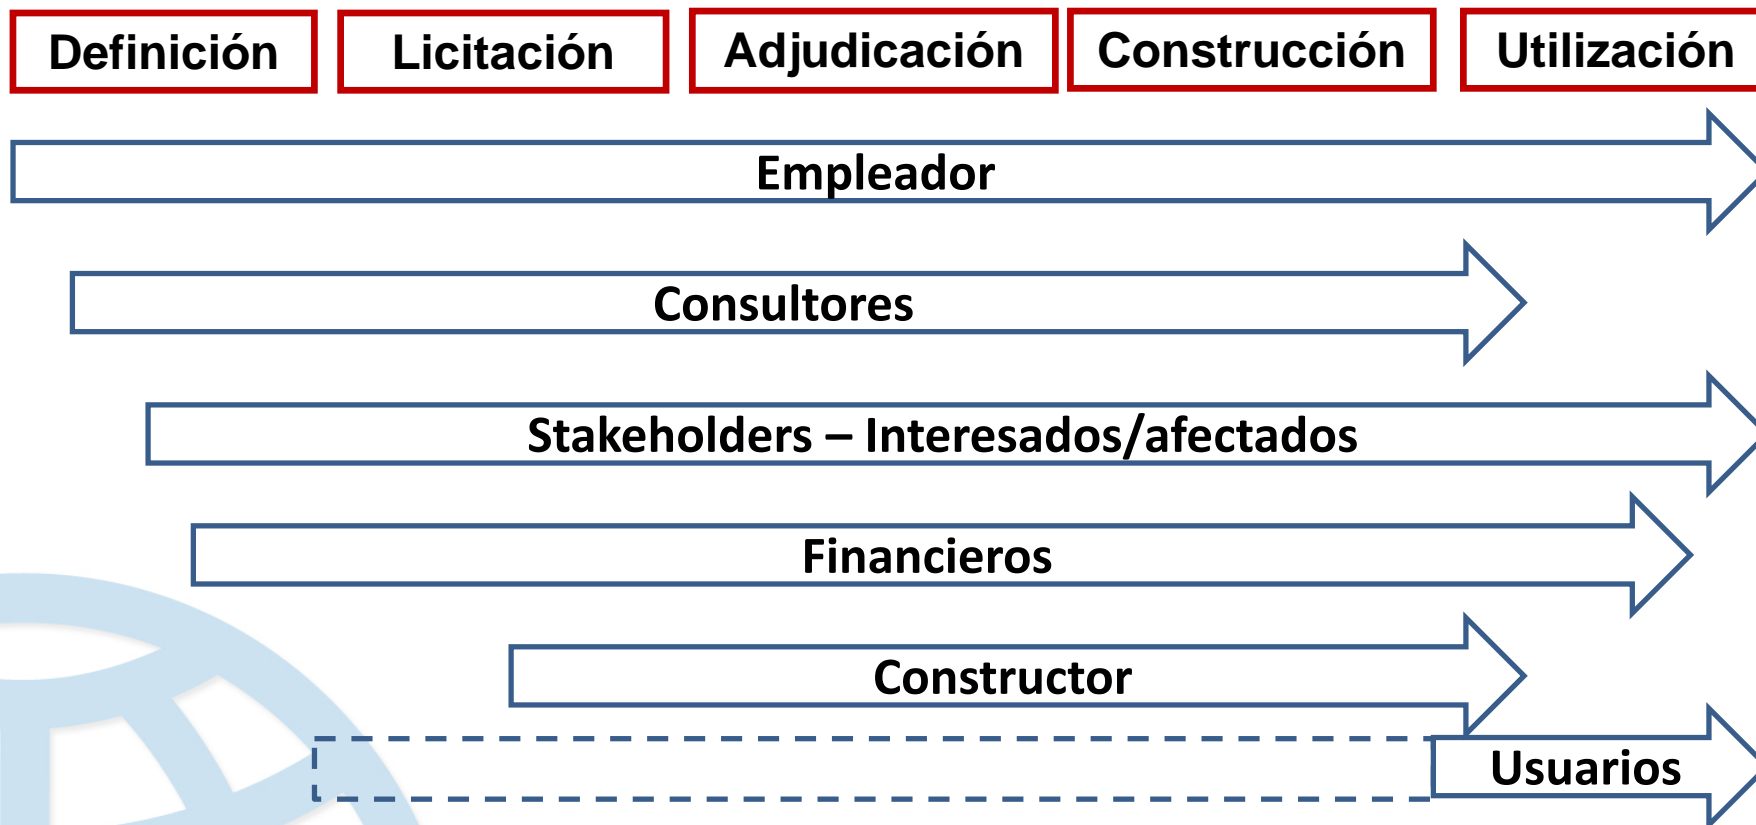 Definición
Licitación
Adjudicación
Construcción
Utilización
Empleador
Consultores
Stakeholders – Interesados/afectados
Financieros
Constructor
Usuarios